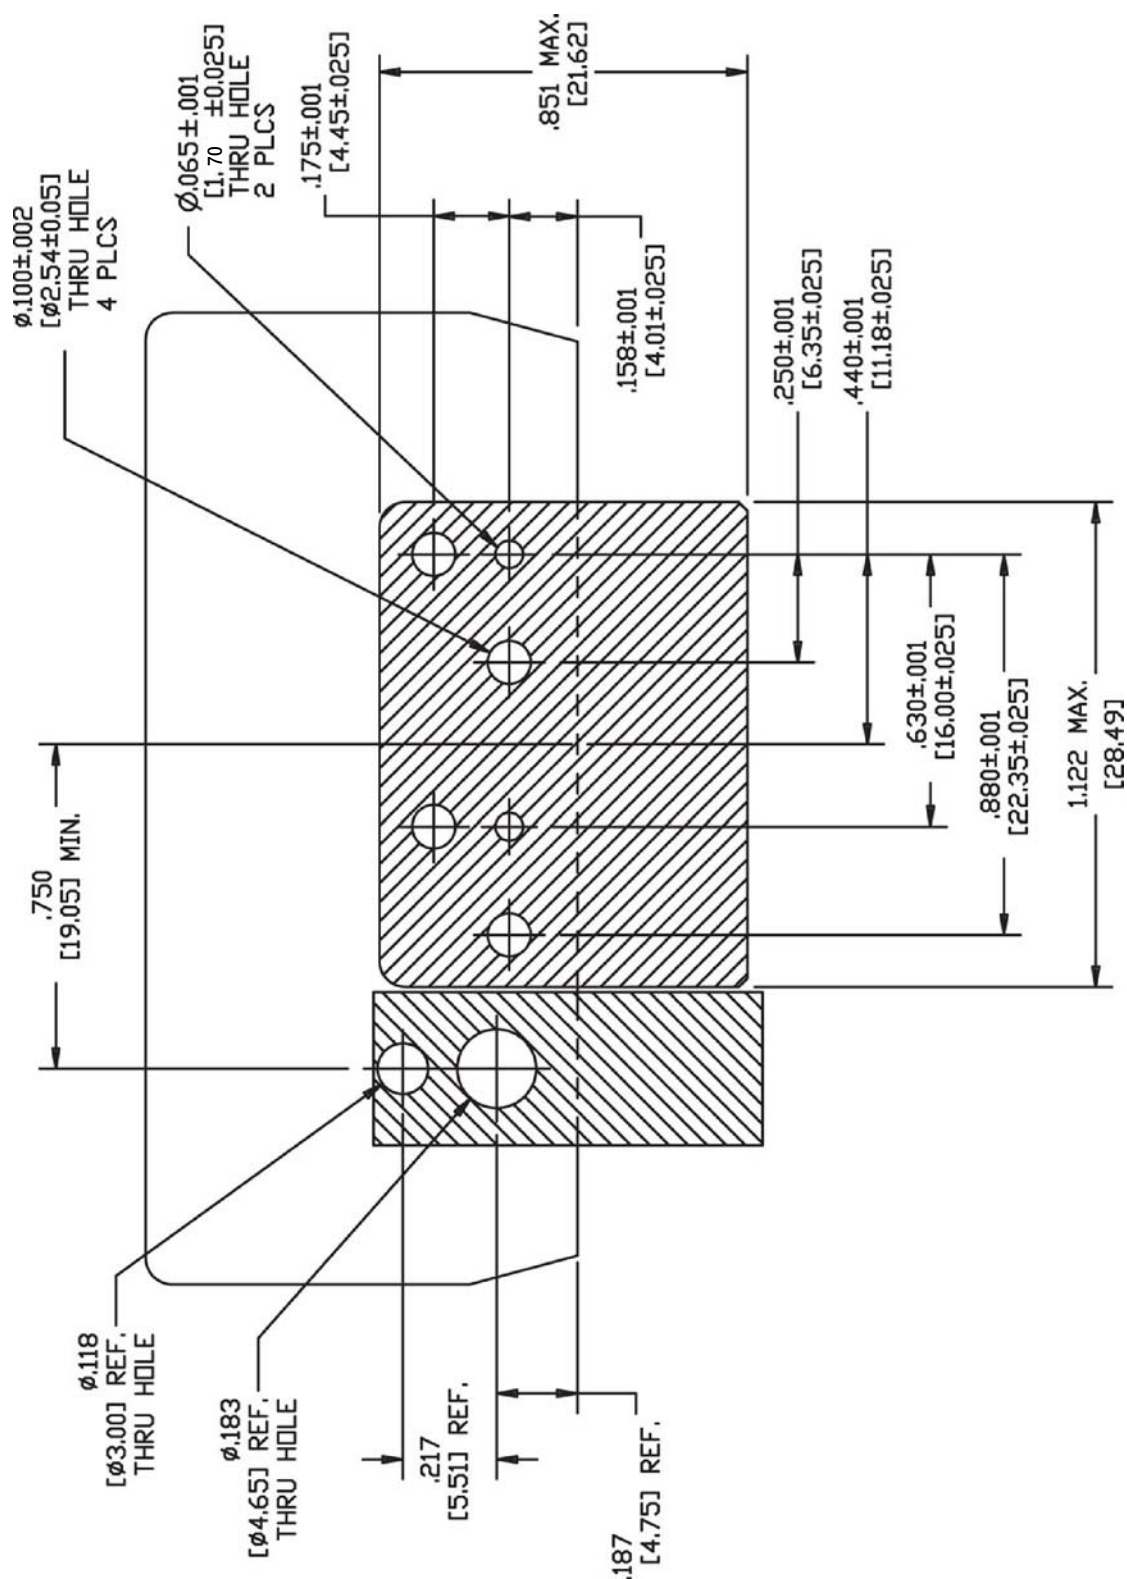 ø.100±.002
[ø2.54±0.05]
THRU HOLE
4 PLCS
Ø.065±.001
[1.70 ±0.025]
THRU HOLE
2 PLCS
.175±.001
[4.45±.025]
.851 MAX.
[21.62]
.158±.001
[4.01±.025]
.250±.001
[6.35±.025]
.440±.001
[11.18±.025]
.630±.001
[16.00±.025]
.880±.001
[22.35±.025]
1.122 MAX.
[28.49]
.750
[19.05] MIN.
ø.118
[ø3.00] REF.
THRU HOLE
ø.183
[ø4.65] REF.
THRU HOLE
.217
[5.51] REF.
.187
[4.75] REF.